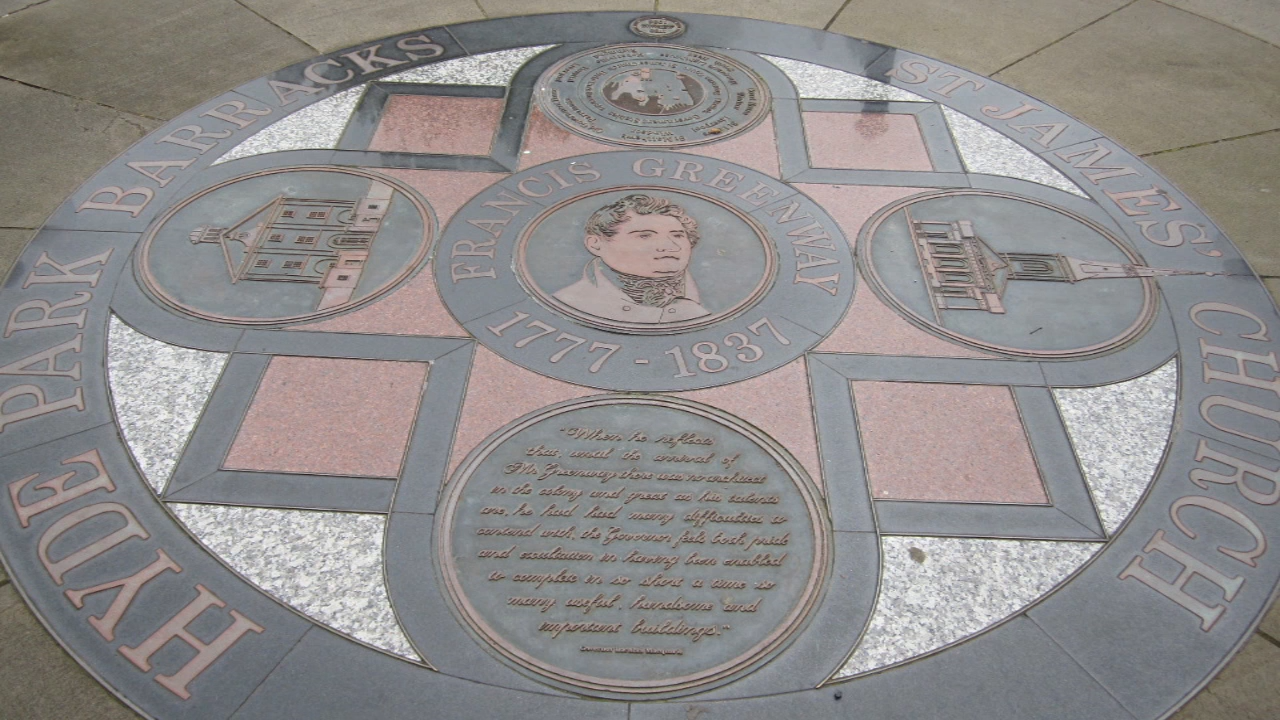 HYDE PARK BARRACKS
ST JAMES' CHURCH
FRANCIS GREENWAY
1777 - 1837
"When he reflects
that, until the arrival of
Mr Greenway there was no architect
in the colony and great as his talents
are, he had had many difficulties to
contend with, the Governor feels both pride
and exultation in having been enabled
to complete in so short a time so
many useful, handsome and
important buildings."